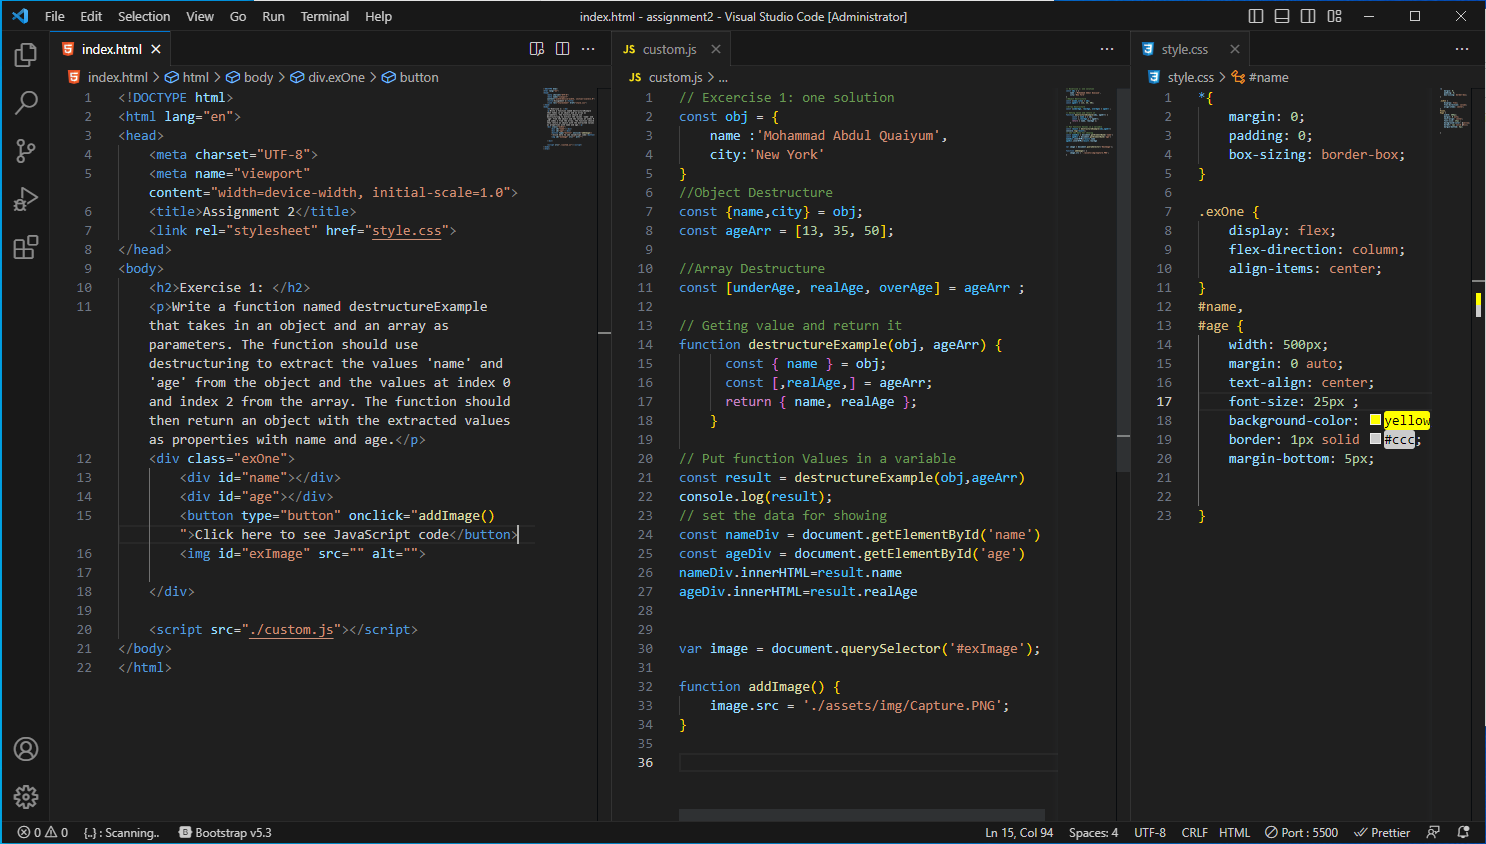 File Edit Selection View Go Run Terminal Help index.html - assignment2 - Visual Studio Code [Administrator]
index.html
index.html > html > body > div.exOne > button
1 <!DOCTYPE html>
2 <html lang="en">
3 <head>
4 <meta charset="UTF-8">
5 <meta name="viewport"
content="width=device-width, initial-scale=1.0">
6 <title>Assignment 2</title>
7 <link rel="stylesheet" href="style.css">
8 </head>
9 <body>
10 <h2>Exercise 1: </h2>
11 <p>Write a function named destructureExample
that takes in an object and an array as
parameters. The function should use
destructuring to extract the values 'name' and
'age' from the object and the values at index 0
and index 2 from the array. The function should
then return an object with the extracted values
as properties with name and age.</p>
12 <div class="exOne">
13 <div id="name"></div>
14 <div id="age"></div>
15 <button type="button" onclick="addImage()
">Click here to see JavaScript code</button>
16 <img id="exImage" src="" alt="">
17
18 </div>
19
20 <script src="./custom.js"></script>
21 </body>
22 </html>
JS custom.js
JS custom.js > ...
1 // Excercise 1: one solution
2 const obj = {
3 name :'Mohammad Abdul Quaiyum',
4 city:'New York'
5 }
6 //Object Destructure
7 const {name,city} = obj;
8 const ageArr = [13, 35, 50];
9
10 //Array Destructure
11 const [underAge, realAge, overAge] = ageArr ;
12
13 // Geting value and return it
14 function destructureExample(obj, ageArr) {
15 const { name } = obj;
16 const [,realAge,] = ageArr;
17 return { name, realAge };
18 }
19
20 // Put function Values in a variable
21 const result = destructureExample(obj,ageArr)
22 console.log(result);
23 // set the data for showing
24 const nameDiv = document.getElementById('name')
25 const ageDiv = document.getElementById('age')
26 nameDiv.innerHTML=result.name
27 ageDiv.innerHTML=result.realAge
28
29
30 var image = document.querySelector('#exImage');
31
32 function addImage() {
33 image.src = './assets/img/Capture.PNG';
34 }
35
36
style.css
style.css > #name
1 *{
2 margin: 0;
3 padding: 0;
4 box-sizing: border-box;
5 }
6
7 .exOne {
8 display: flex;
9 flex-direction: column;
10 align-items: center;
11 }
12 #name,
13 #age {
14 width: 500px;
15 margin: 0 auto;
16 text-align: center;
17 font-size: 25px ;
18 background-color: yellow
19 border: 1px solid #ccc;
20 margin-bottom: 5px;
21
22
23 }
0 0 {..} : Scanning.. Bootstrap v5.3 Ln 15, Col 94 Spaces: 4 UTF-8 CRLF HTML Port : 5500 Prettier